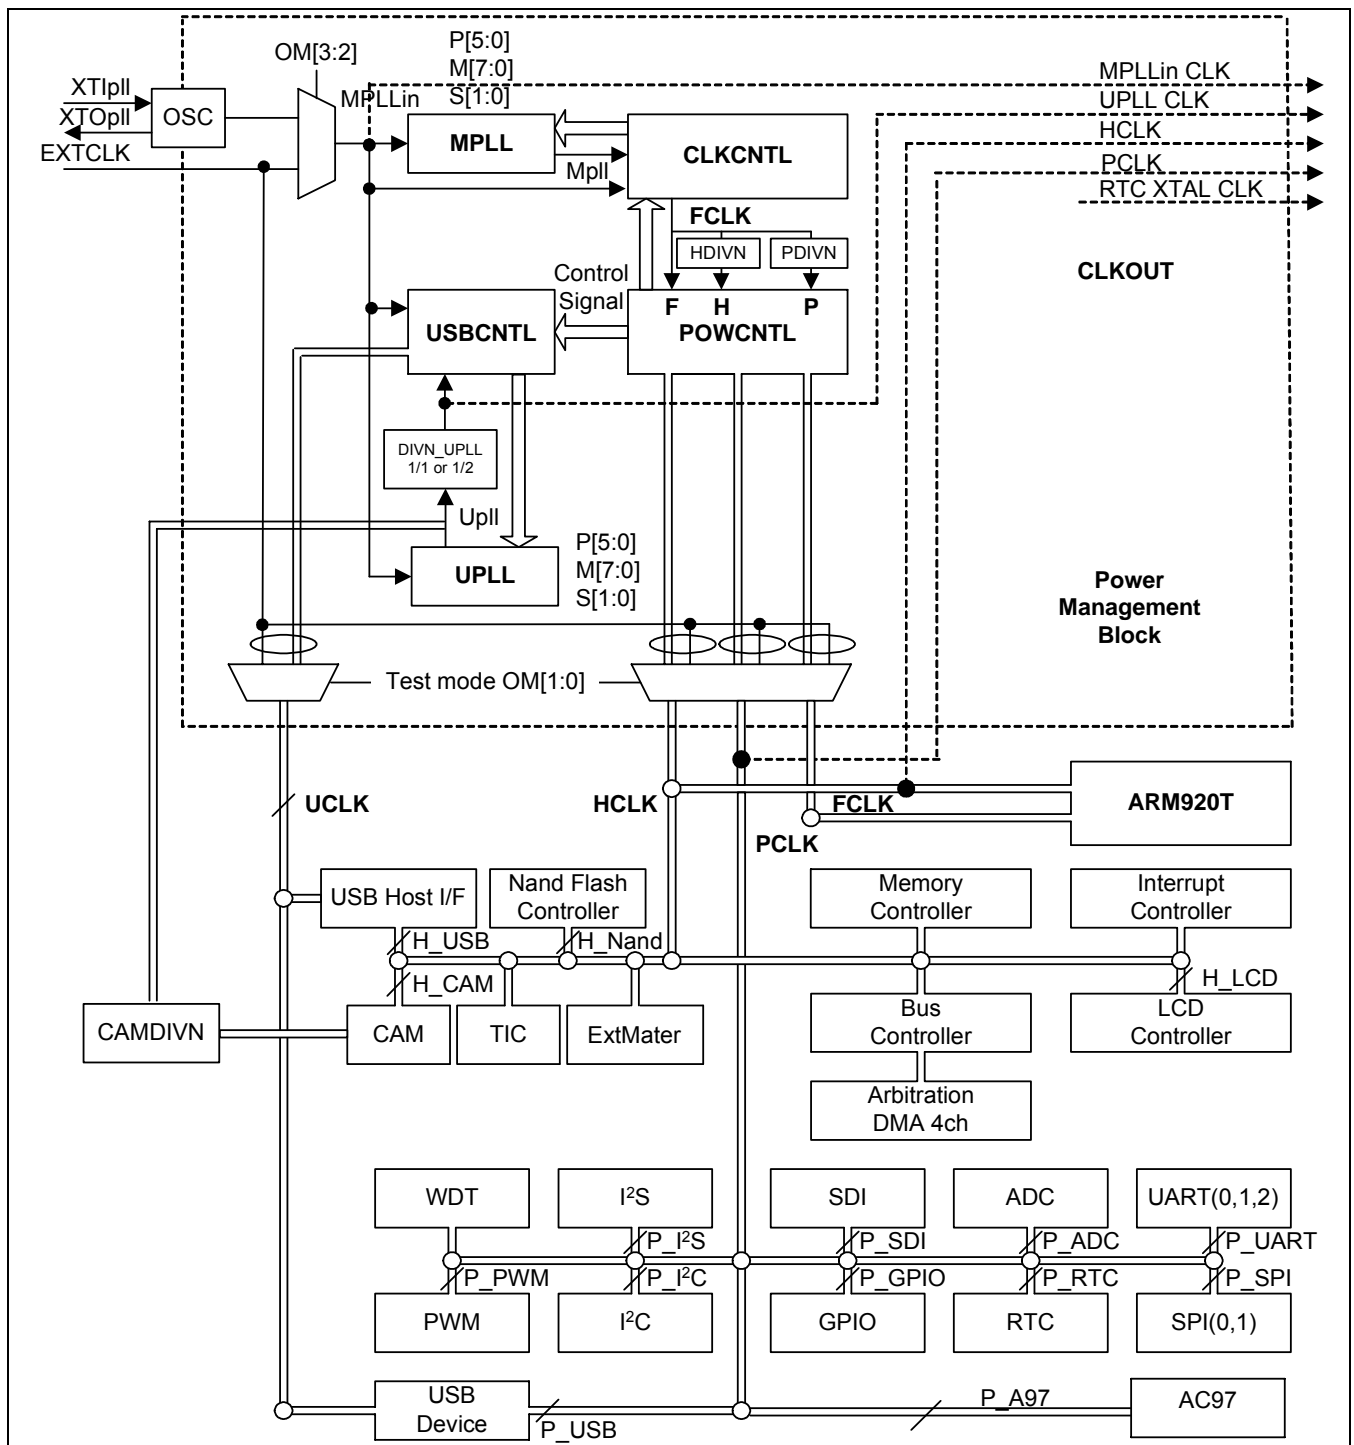 OM[3:2]
P[5:0]
M[7:0]
S[1:0]
XTIpll
XTOpll
EXTCLK
OSC
MPLLin
MPLL
Mpll
CLKCNTL
MPLLin CLK
UPLL CLK
HCLK
PCLK
RTC XTAL CLK
FCLK
HDIVN
PDIVN
CLKOUT
Control
Signal
F H P
POWCNTL
USBCNTL
DIVN_UPLL
1/1 or 1/2
Upll
UPLL
P[5:0]
M[7:0]
S[1:0]
Power
Management
Block
Test mode OM[1:0]
UCLK
HCLK
FCLK
PCLK
ARM920T
USB Host I/F
Nand Flash
Controller
Memory
Controller
Interrupt
Controller
H_USB
H_Nand
H_CAM
H_LCD
CAMDIVN
CAM
TIC
ExtMater
Bus
Controller
LCD
Controller
Arbitration
DMA 4ch
WDT
I²S
SDI
ADC
UART(0,1,2)
P_I²S
P_SDI
P_ADC
P_UART
P_PWM
P_I²C
P_GPIO
P_RTC
P_SPI
PWM
I²C
GPIO
RTC
SPI(0,1)
USB
Device
P_USB
P_A97
AC97